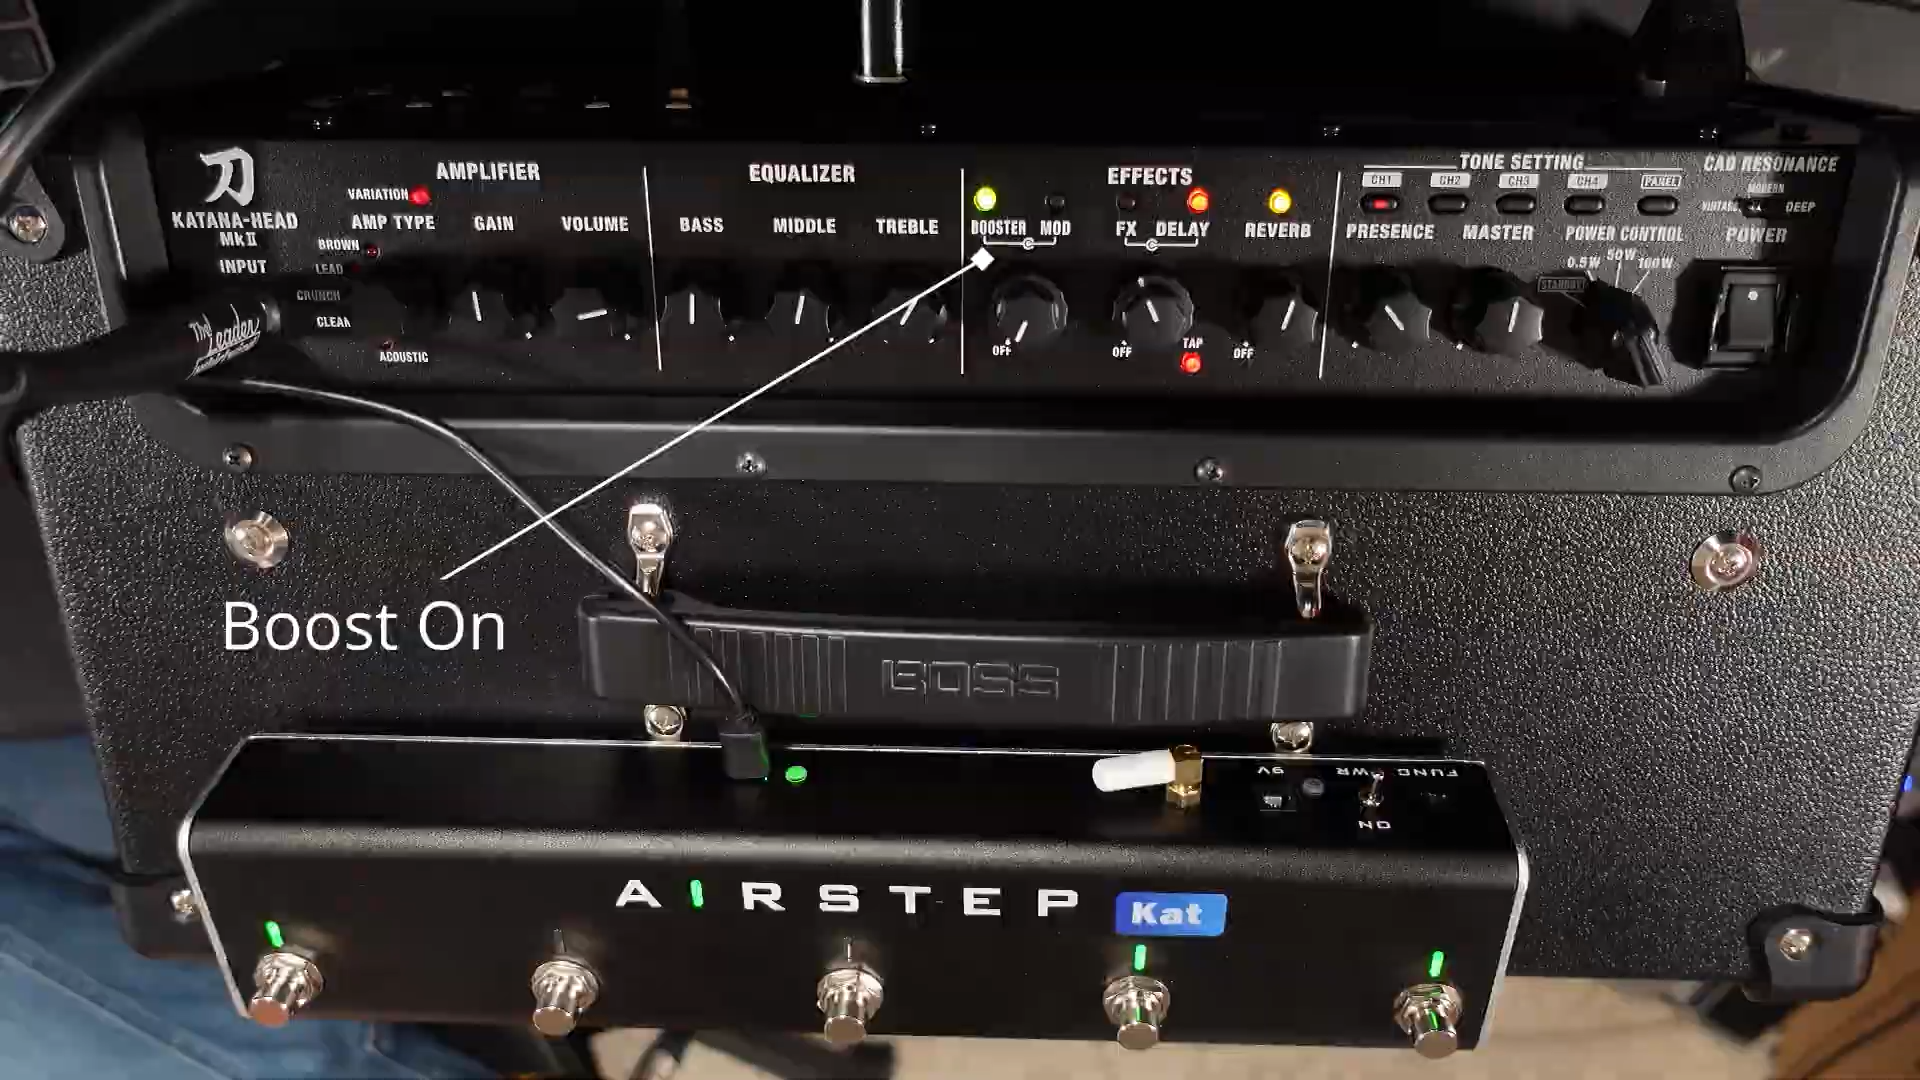 刀
KATANA-HEAD
MkII
INPUT
AMPLIFIER
VARIATION
AMP TYPE
GAIN
VOLUME
BROWN
LEAD
CRUNCH
CLEAN
ACOUSTIC
EQUALIZER
BASS
MIDDLE
TREBLE
EFFECTS
BOOSTER
MOD
FX
DELAY
REVERB
OFF
OFF
TAP
OFF
TONE SETTING
CH1
CH2
CH3
CH4
PANEL
PRESENCE
MASTER
POWER CONTROL
STANDBY
0.5W
50W
100W
CAB RESONANCE
MODERN
VINTAGE
DEEP
POWER
The
Leader
Boost On
BOSS
9V
PWR
FUNC
ON
AIRSTEP
Kat